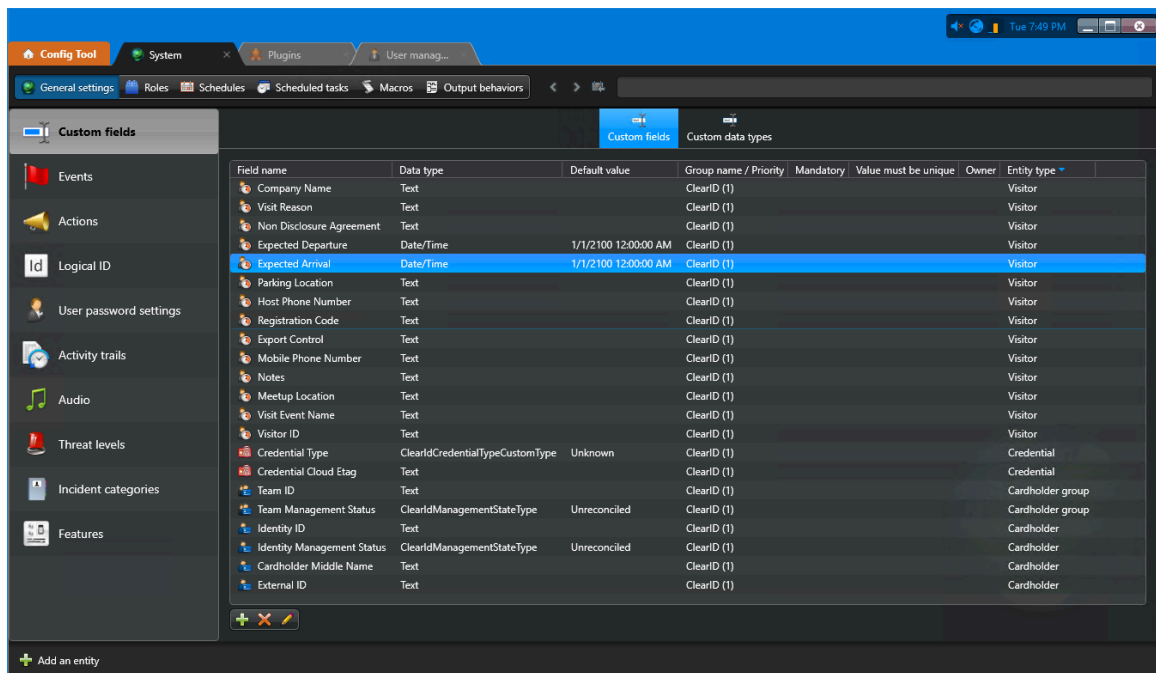 Tue 7:49 PM
Config Tool System Plugins User manag...
General settings Roles Schedules Scheduled tasks Macros Output behaviors
Custom fields
Events
Actions
Id Logical ID
User password settings
Activity trails
Audio
Threat levels
Incident categories
Features
Custom fields Custom data types
Field name Data type Default value Group name / Priority Mandatory Value must be unique Owner Entity type
Company Name Text ClearID (1) Visitor
Visit Reason Text ClearID (1) Visitor
Non Disclosure Agreement Text ClearID (1) Visitor
Expected Departure Date/Time 1/1/2100 12:00:00 AM ClearID (1) Visitor
Expected Arrival Date/Time 1/1/2100 12:00:00 AM ClearID (1) Visitor
Parking Location Text ClearID (1) Visitor
Host Phone Number Text ClearID (1) Visitor
Registration Code Text ClearID (1) Visitor
Export Control Text ClearID (1) Visitor
Mobile Phone Number Text ClearID (1) Visitor
Notes Text ClearID (1) Visitor
Meetup Location Text ClearID (1) Visitor
Visit Event Name Text ClearID (1) Visitor
Visitor ID Text ClearID (1) Visitor
Credential Type ClearIdCredentialTypeCustomType Unknown ClearID (1) Credential
Credential Cloud Etag Text ClearID (1) Credential
Team ID Text ClearID (1) Cardholder group
Team Management Status ClearIdManagementStateType Unreconciled ClearID (1) Cardholder group
Identity ID Text ClearID (1) Cardholder
Identity Management Status ClearIdManagementStateType Unreconciled ClearID (1) Cardholder
Cardholder Middle Name Text ClearID (1) Cardholder
External ID Text ClearID (1) Cardholder
Add an entity